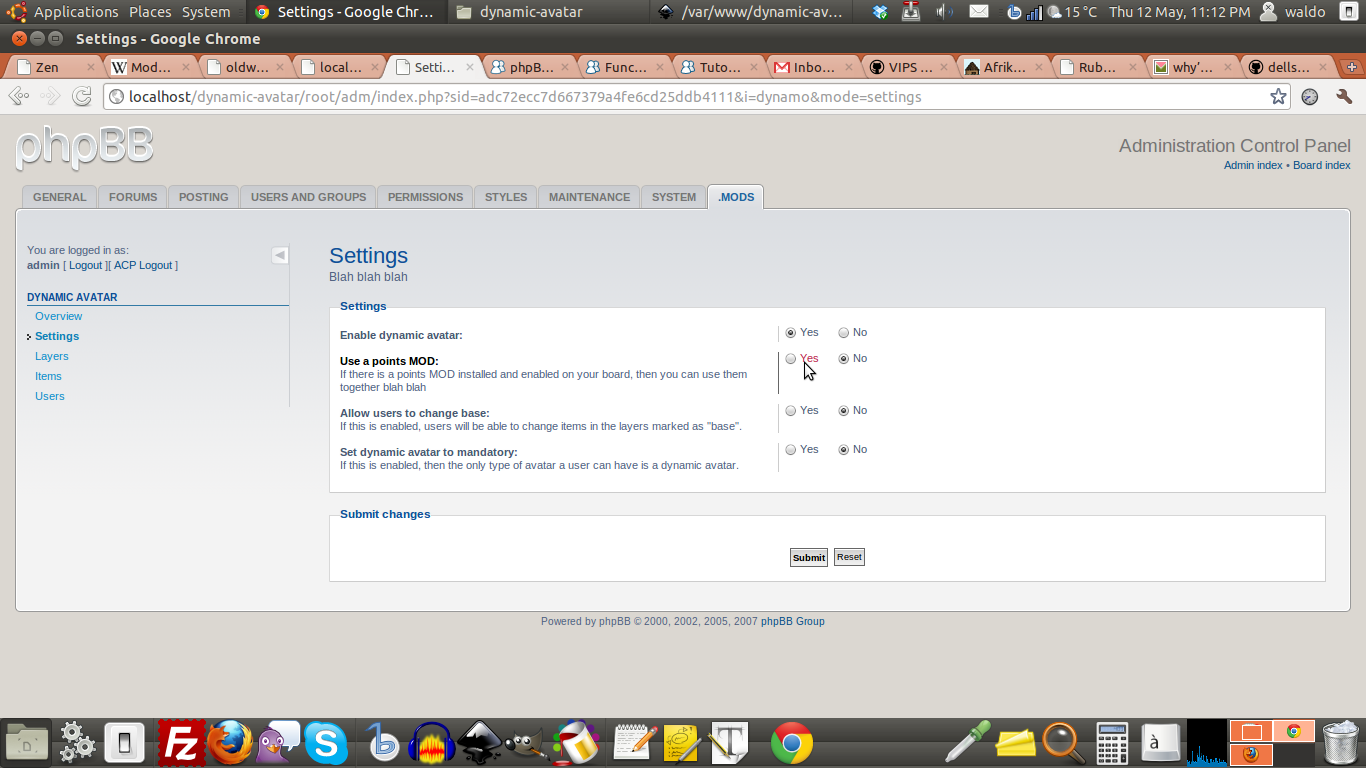 Applications Places System Settings - Google Chr... dynamic-avatar /var/www/dynamic-av... 15 °C Thu 12 May, 11:12 PM waldo
Settings - Google Chrome
Zen Mod... oldw... local... Setti... phpB... Func... Tuto... Inbo... VIPS ... Afrik... Rub... why’... dells...
localhost/dynamic-avatar/root/adm/index.php?sid=adc72ecc7d667379a4fe6cd25ddb4111&i=dynamo&mode=settings
phpBB
Administration Control Panel
Admin index • Board index
GENERAL FORUMS POSTING USERS AND GROUPS PERMISSIONS STYLES MAINTENANCE SYSTEM .MODS
You are logged in as:
admin [ Logout ][ ACP Logout ]
DYNAMIC AVATAR
Overview
Settings
Layers
Items
Users
Settings
Blah blah blah
Settings
Enable dynamic avatar: Yes No
Use a points MOD: Yes No
If there is a points MOD installed and enabled on your board, then you can use them
together blah blah
Allow users to change base: Yes No
If this is enabled, users will be able to change items in the layers marked as "base".
Set dynamic avatar to mandatory: Yes No
If this is enabled, then the only type of avatar a user can have is a dynamic avatar.
Submit changes
Submit Reset
Powered by phpBB © 2000, 2002, 2005, 2007 phpBB Group